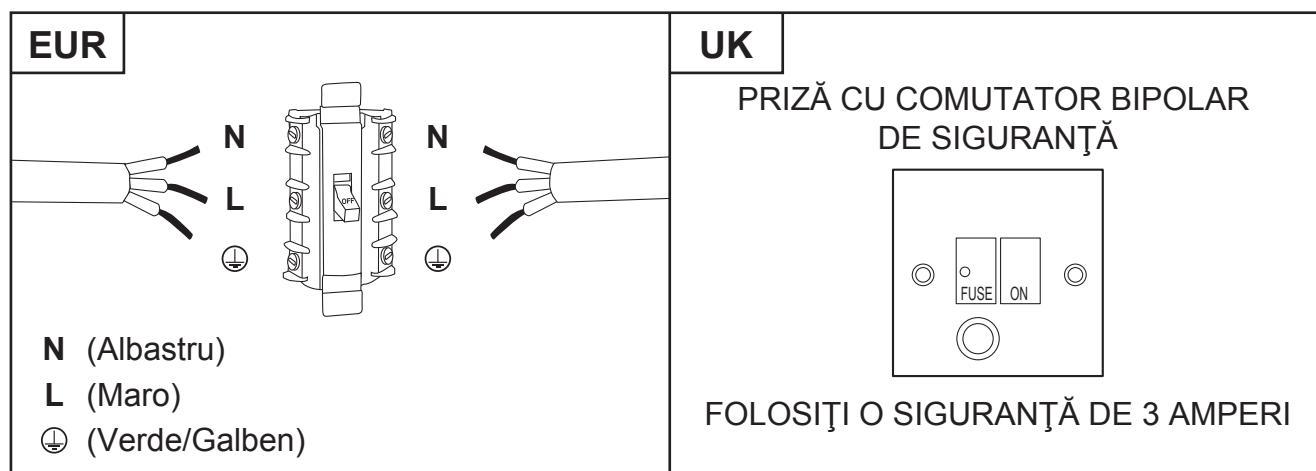 EUR
N
N
L
L
OFF
N (Albastru)
L (Maro)
(Verde/Galben)
UK
PRIZĂ CU COMUTATOR BIPOLAR
DE SIGURANŢĂ
FUSE ON
FOLOSIŢI O SIGURANŢĂ DE 3 AMPERI